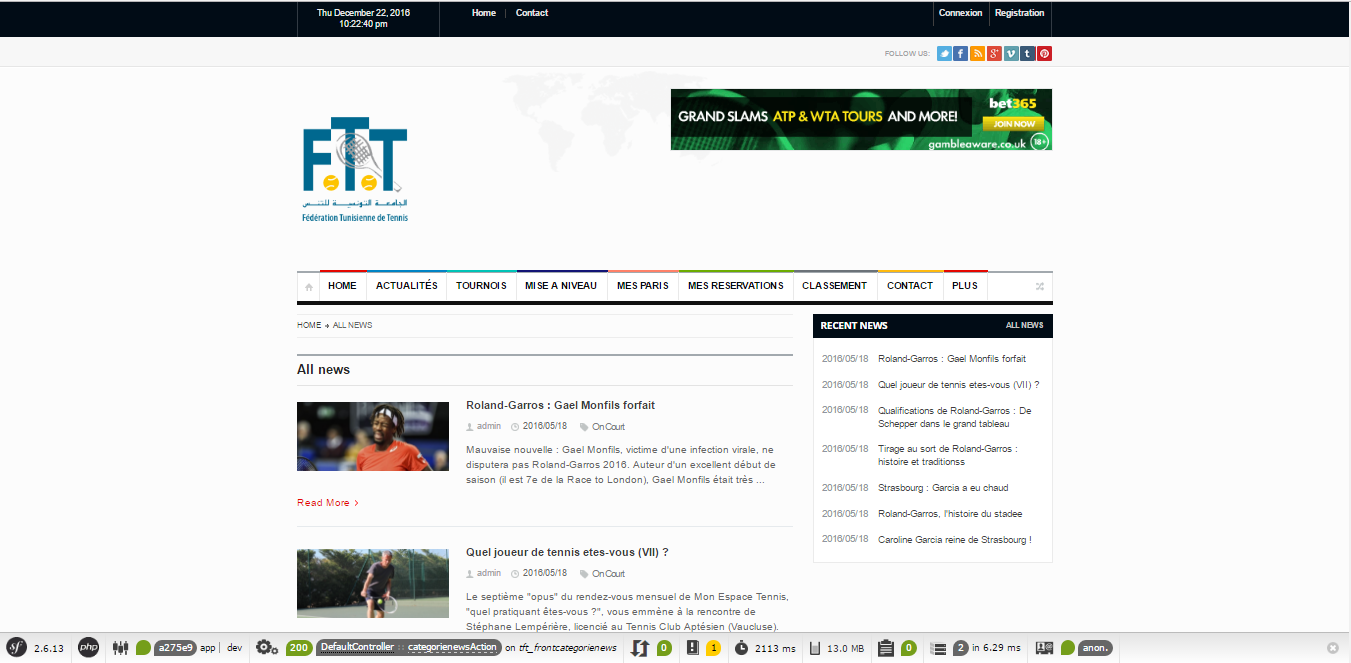 Thu December 22, 2016
10:22:40 pm
Home
Contact
Connexion
Registration
FOLLOW US:
GRAND SLAMS ATP & WTA TOURS AND MORE!
bet365
JOIN NOW
gambleaware.co.uk 18+
FTT
الجامعة التونسية للتنس
Fédération Tunisienne de Tennis
HOME
ACTUALITÉS
TOURNOIS
MISE A NIVEAU
MES PARIS
MES RESERVATIONS
CLASSEMENT
CONTACT
PLUS
HOME → ALL NEWS
All news
Roland-Garros : Gael Monfils forfait
admin 2016/05/18 On Court
Mauvaise nouvelle : Gael Monfils, victime d'une infection virale, ne
disputera pas Roland-Garros 2016. Auteur d'un excellent début de
saison (il est 7e de la Race to London), Gael Monfils était très ...
Read More >
Quel joueur de tennis etes-vous (VII) ?
admin 2016/05/18 On Court
Le septième "opus" du rendez-vous mensuel de Mon Espace Tennis,
"quel pratiquant êtes-vous ?", vous emmène à la rencontre de
Stéphane Lempérière, licencié au Tennis Club Aptésien (Vaucluse).
RECENT NEWS
ALL NEWS
2016/05/18 Roland-Garros : Gael Monfils forfait
2016/05/18 Quel joueur de tennis etes-vous (VII) ?
2016/05/18 Qualifications de Roland-Garros : De
Schepper dans le grand tableau
2016/05/18 Tirage au sort de Roland-Garros :
histoire et traditionss
2016/05/18 Strasbourg : Garcia a eu chaud
2016/05/18 Roland-Garros, l'histoire du stadee
2016/05/18 Caroline Garcia reine de Strasbourg !
sf 2.6.13 php a275e9 app | dev 200 DefaultController :: categorienewsAction on tft_frontcategorienews 0 1 2113 ms 13.0 MB 0 2 in 6.29 ms anon.